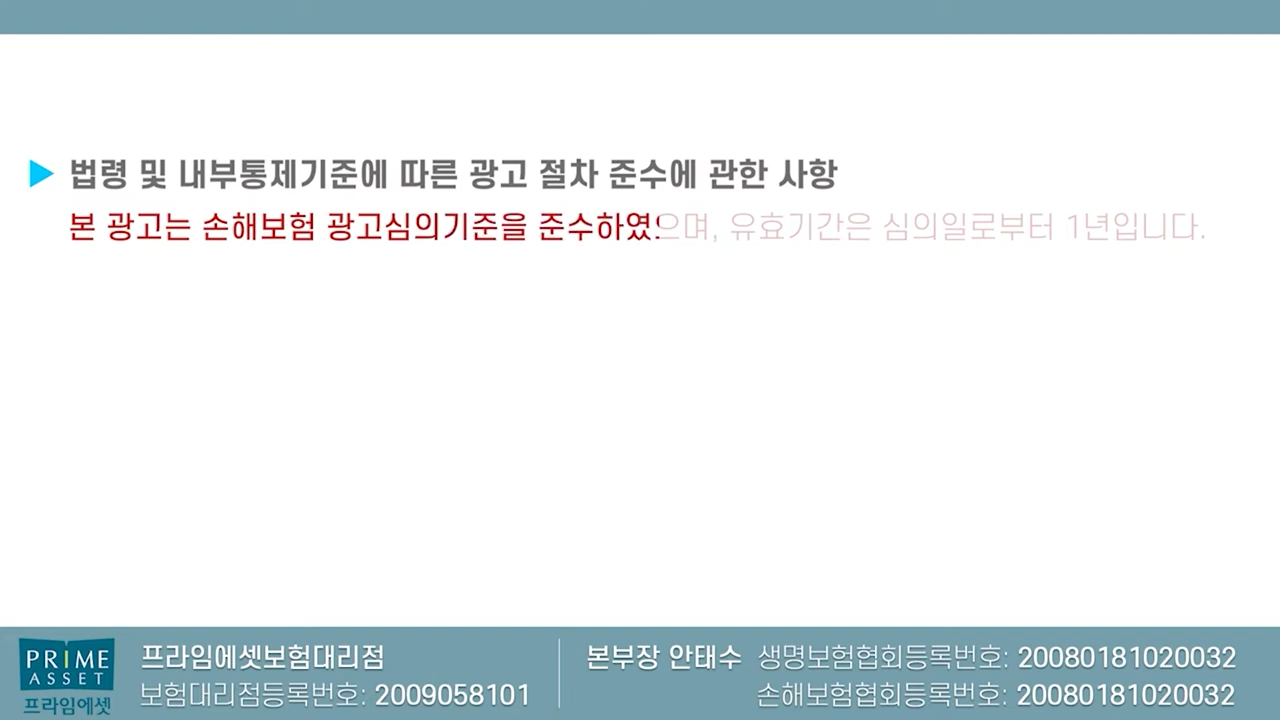 ▶ 법령 및 내부통제기준에 따른 광고 절차 준수에 관한 사항
본 광고는 손해보험 광고심의기준을 준수하였으며, 유효기간은 심의일로부터 1년입니다.
PRIME
ASSET
프라임에셋
프라임에셋보험대리점
보험대리점등록번호: 2009058101
본부장 안태수 생명보험협회등록번호: 20080181020032
손해보험협회등록번호: 20080181020032